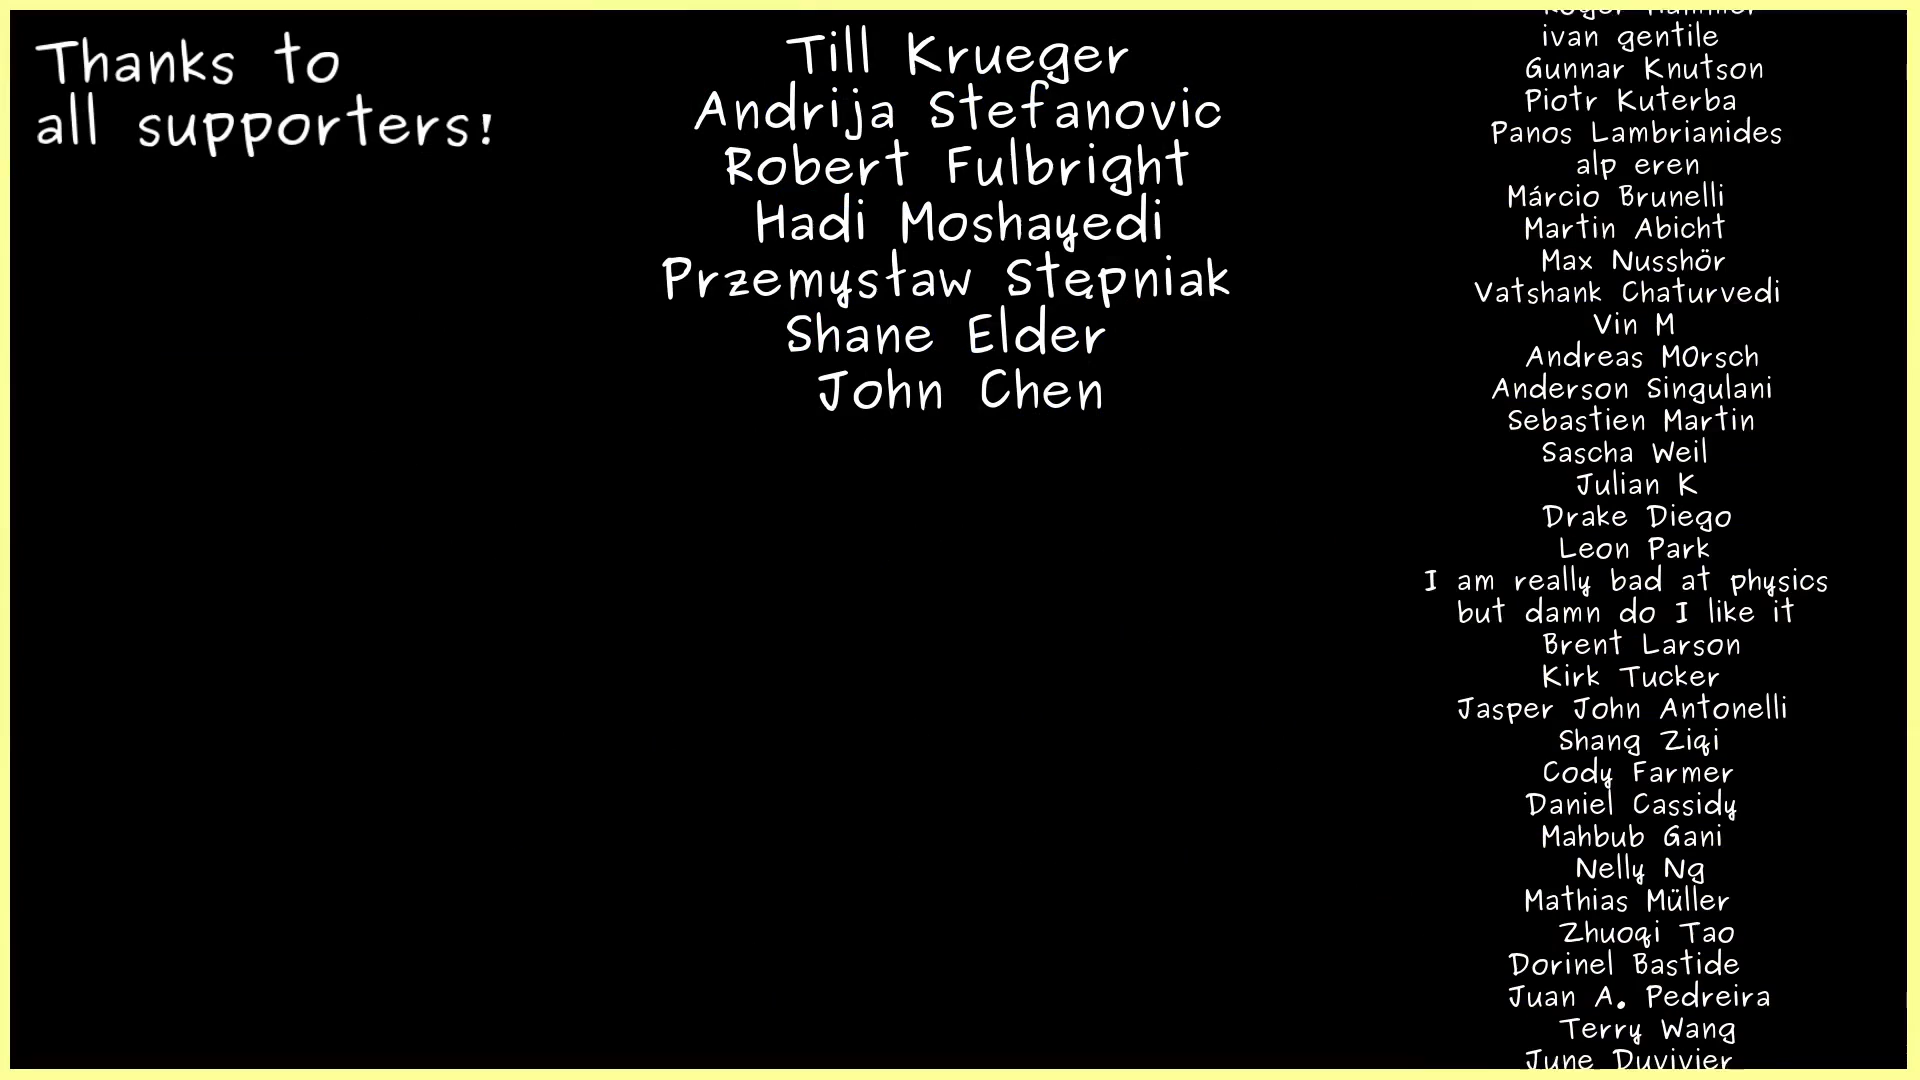 Thanks to
all supporters!
Till Krueger
Andrija Stefanovic
Robert Fulbright
Hadi Moshayedi
Przemysław Stępniak
Shane Elder
John Chen
ivan gentile
Gunnar Knutson
Piotr Kuterba
Panos Lambrianides
alp eren
Márcio Brunelli
Martin Abicht
Max Nusshör
Vatshank Chaturvedi
Vin M
Andreas MOrsch
Anderson Singulani
Sebastien Martin
Sascha Weil
Julian K
Drake Diego
Leon Park
I am really bad at physics
but damn do I like it
Brent Larson
Kirk Tucker
Jasper John Antonelli
Shang Ziqi
Cody Farmer
Daniel Cassidy
Mahbub Gani
Nelly Ng
Mathias Müller
Zhuoqi Tao
Dorinel Bastide
Juan A. Pedreira
Terry Wang
June Duvivier